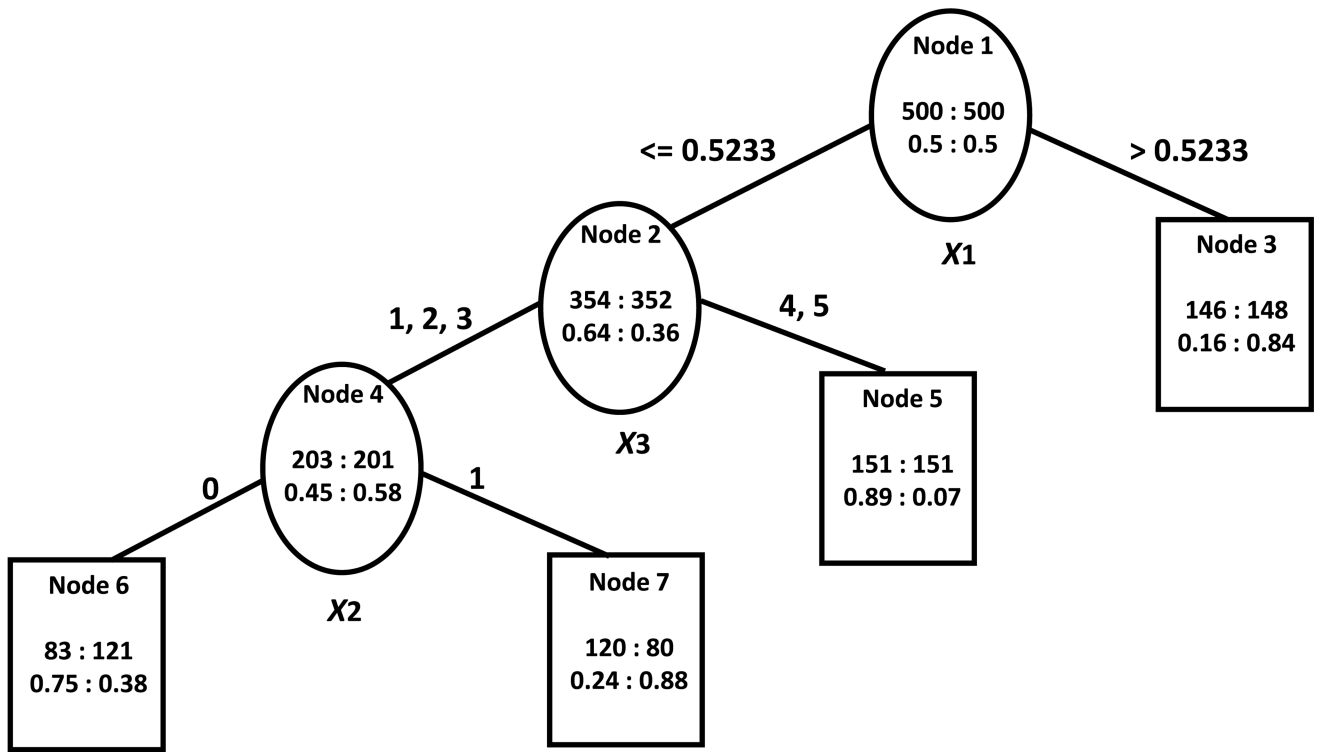 Node 1
500 : 500
0.5 : 0.5
<= 0.5233
> 0.5233
X1
Node 2
354 : 352
0.64 : 0.36
Node 3
146 : 148
0.16 : 0.84
1, 2, 3
4, 5
X3
Node 4
203 : 201
0.45 : 0.58
Node 5
151 : 151
0.89 : 0.07
0
1
X2
Node 6
83 : 121
0.75 : 0.38
Node 7
120 : 80
0.24 : 0.88